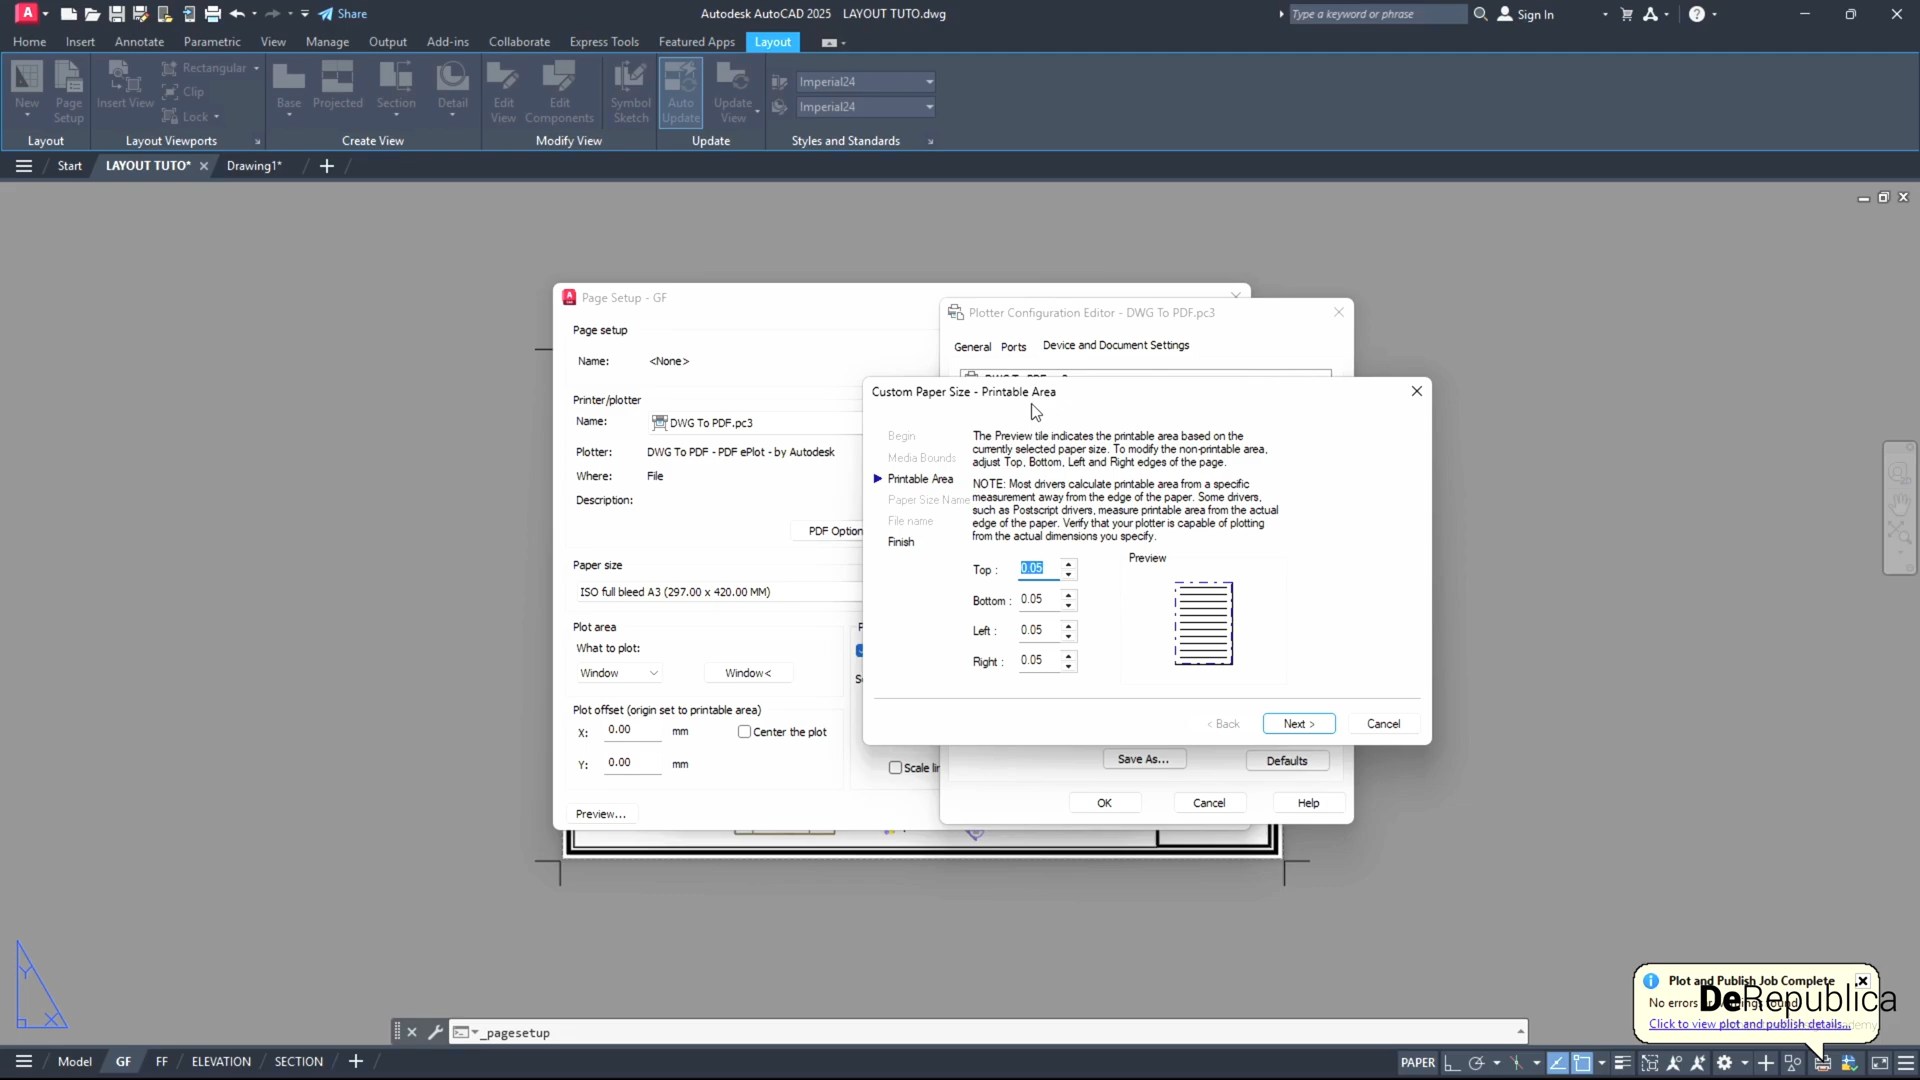 Share
Autodesk AutoCAD 2025 LAYOUT TUTO.dwg
Type a keyword or phrase
Sign In
Home Insert Annotate Parametric View Manage Output Add-ins Collaborate Express Tools Featured Apps Layout
New
Page Setup
Insert View
Rectangular
Clip
Lock
Base
Projected
Section
Detail
Edit View
Edit Components
Symbol Sketch
Auto Update
Update View
Imperial24
Imperial24
Layout
Layout Viewports
Create View
Modify View
Update
Styles and Standards
Start
LAYOUT TUTO*
Drawing1*
Page Setup - GF
Page setup
Name: <None>
Printer/plotter
Name: DWG To PDF.pc3
Plotter: DWG To PDF - PDF ePlot - by Autodesk
Where: File
Description:
PDF Option
Paper size
ISO full bleed A3 (297.00 x 420.00 MM)
Plot area
What to plot:
Window
Window<
Plot offset (origin set to printable area)
X: 0.00 mm
Center the plot
Y: 0.00 mm
Scale lin
Preview...
Plotter Configuration Editor - DWG To PDF.pc3
General Ports Device and Document Settings
Custom Paper Size - Printable Area
Begin
Media Bounds
Printable Area
Paper Size Name
File name
Finish
The Preview tile indicates the printable area based on the
currently selected paper size. To modify the non-printable area,
adjust Top, Bottom, Left and Right edges of the page.
NOTE: Most drivers calculate printable area from a specific
measurement away from the edge of the paper. Some drivers,
such as Postscript drivers, measure printable area from the actual
edge of the paper. Verify that your plotter is capable of plotting
from the actual dimensions you specify.
Top : 0.05
Bottom : 0.05
Left : 0.05
Right : 0.05
Preview
< Back
Next >
Cancel
Save As...
Defaults
OK
Cancel
Help
Y
X
Plot and Publish Job Complete
No errors
found
Click to view plot and publish details...
DeRepublica
_pagesetup
Model GF FF ELEVATION SECTION
PAPER